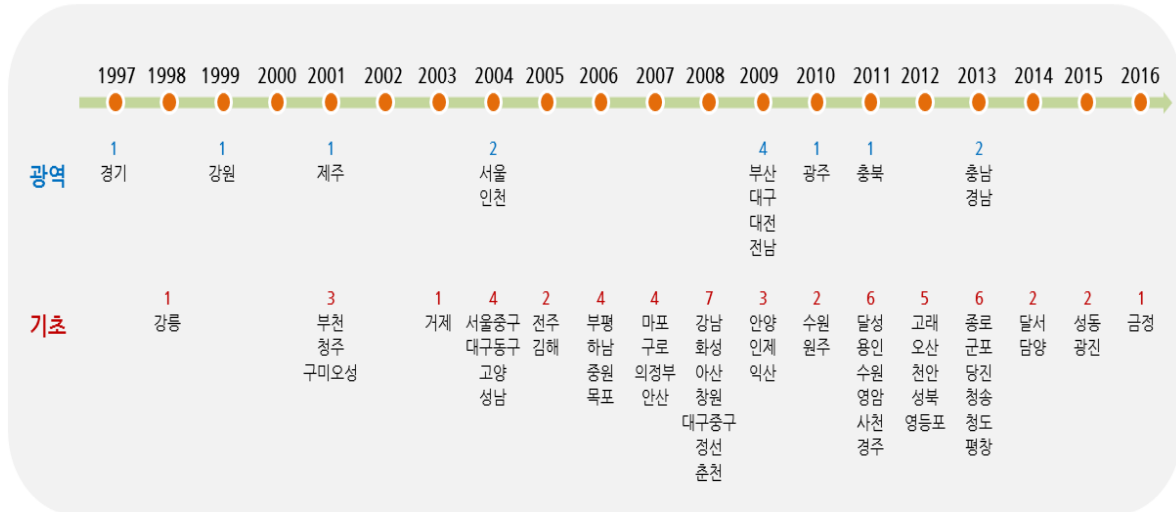 1997 1998 1999 2000 2001 2002 2003 2004 2005 2006 2007 2008 2009 2010 2011 2012 2013 2014 2015 2016
광역
1
경기
1
강원
1
제주
2
서울
인천
4
부산
대구
대전
전남
1
광주
1
충북
2
충남
경남
기초
1
강릉
3
부천
청주
구미오성
1
거제
4
서울중구
대구동구
고양
성남
2
전주
김해
4
부평
하남
중원
목포
4
마포
구로
의정부
안산
7
강남
화성
아산
창원
대구중구
정선
춘천
3
안양
인제
익산
2
수원
원주
6
달성
용인
수원
영암
사천
경주
5
고래
오산
천안
성북
영등포
6
종로
군포
당진
청송
청도
평창
2
달서
담양
2
성동
광진
1
금정